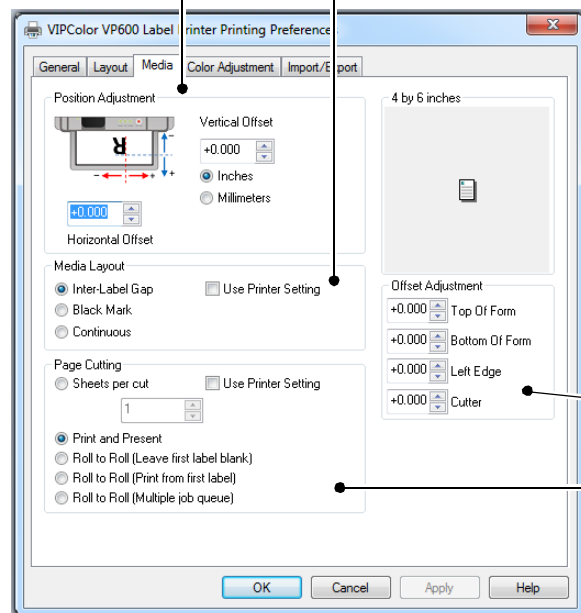 VIPColor VP600 Label Printer Printing Preferences
General Layout Media Color Adjustment Import/Export
Position Adjustment
Vertical Offset
+0.000
Inches
Millimeters
R
- + - +
+0.000
Horizontal Offset
4 by 6 inches
Media Layout
Inter-Label Gap Use Printer Setting
Black Mark
Continuous
Offset Adjustment
+0.000 Top Of Form
+0.000 Bottom Of Form
+0.000 Left Edge
+0.000 Cutter
Page Cutting
Sheets per cut Use Printer Setting
1
Print and Present
Roll to Roll (Leave first label blank)
Roll to Roll (Print from first label)
Roll to Roll (Multiple job queue)
OK Cancel Apply Help